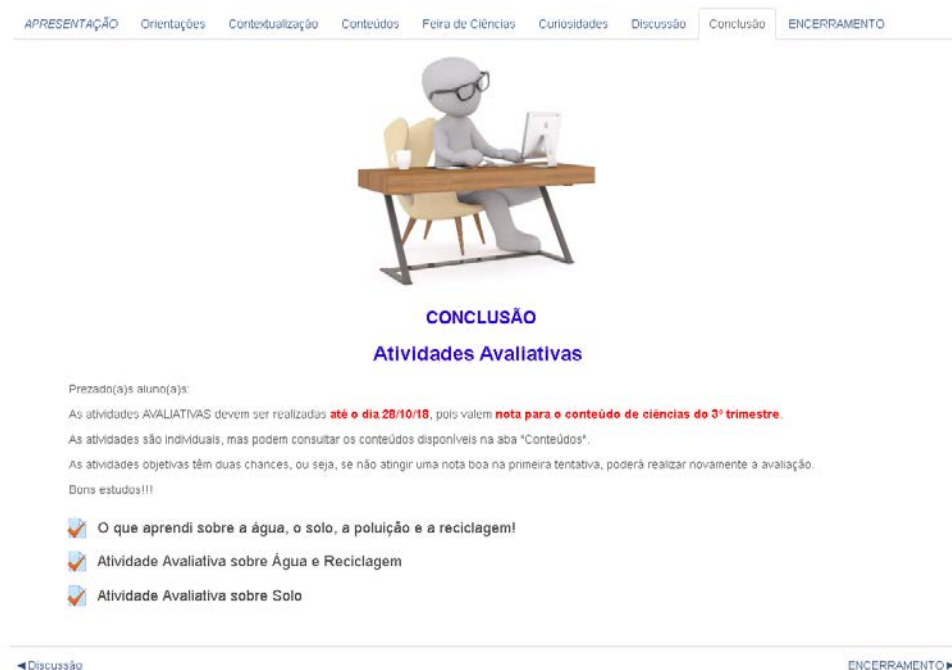 APRESENTAÇÃO Orientações Contextualização Conteúdos Feira de Ciências Curiosidades Discussão Conclusão ENCERRAMENTO
CONCLUSÃO
Atividades Avaliativas
Prezado(a)s aluno(a)s:
As atividades AVALIATIVAS devem ser realizadas até o dia 28/10/18, pois valem nota para o conteúdo de ciências do 3º trimestre.
As atividades são individuais, mas podem consultar os conteúdos disponíveis na aba "Conteúdos".
As atividades objetivas têm duas chances, ou seja, se não atingir uma nota boa na primeira tentativa, poderá realizar novamente a avaliação.
Bons estudos!!!
O que aprendi sobre a água, o solo, a poluição e a reciclagem!
Atividade Avaliativa sobre Água e Reciclagem
Atividade Avaliativa sobre Solo
◄Discussão ENCERRAMENTO►